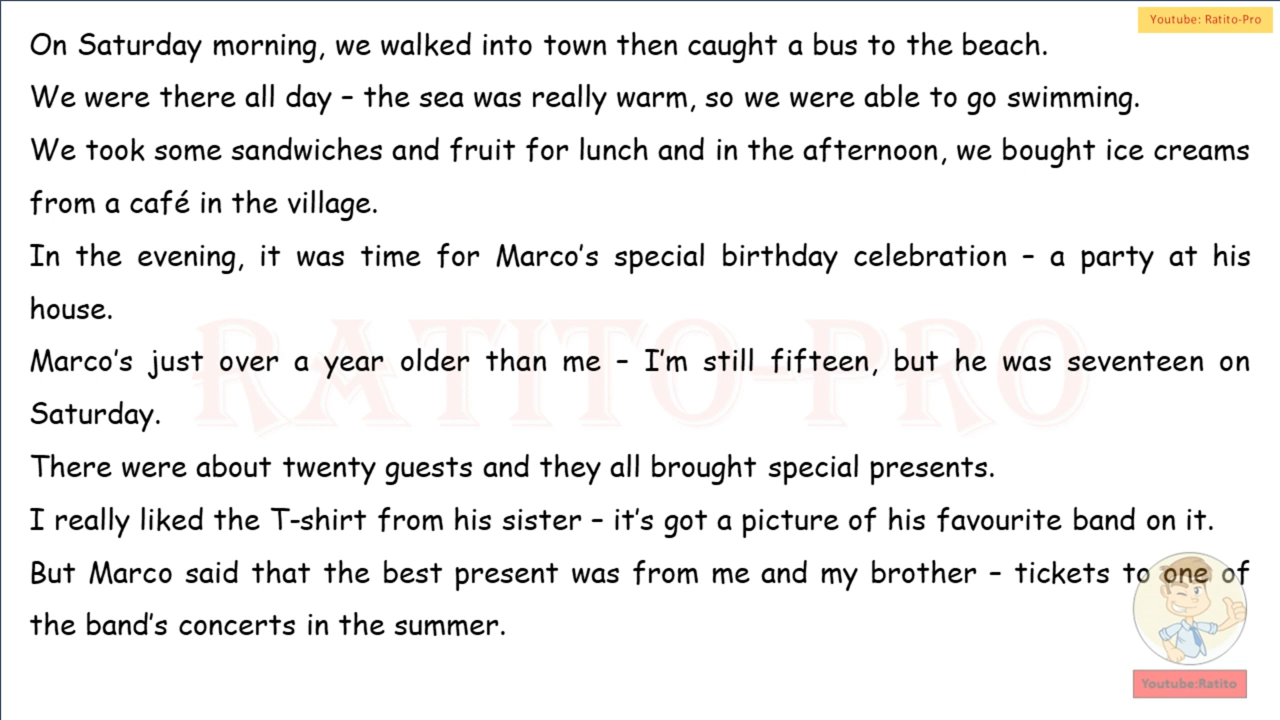 Youtube: Ratito-Pro
On Saturday morning, we walked into town then caught a bus to the beach.
We were there all day – the sea was really warm, so we were able to go swimming.
We took some sandwiches and fruit for lunch and in the afternoon, we bought ice creams
from a café in the village.
In the evening, it was time for Marco’s special birthday celebration – a party at his
house.
RATITO-PRO
Marco’s just over a year older than me – I’m still fifteen, but he was seventeen on
Saturday.
There were about twenty guests and they all brought special presents.
I really liked the T-shirt from his sister – it’s got a picture of his favourite band on it.
But Marco said that the best present was from me and my brother – tickets to one of
the band’s concerts in the summer.
Youtube:Ratito